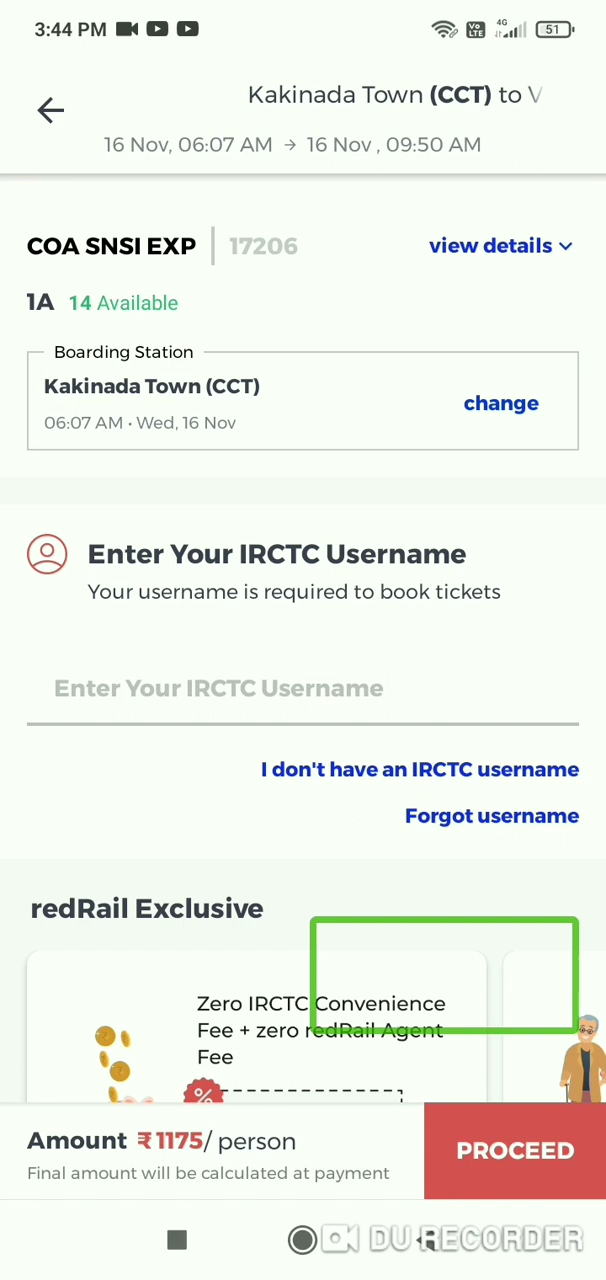 3:44 PM
Vo LTE
4G
51
Kakinada Town (CCT) to V
16 Nov, 06:07 AM → 16 Nov , 09:50 AM
COA SNSI EXP | 17206
view details
1A 14 Available
Boarding Station
Kakinada Town (CCT)
06:07 AM • Wed, 16 Nov
change
Enter Your IRCTC Username
Your username is required to book tickets
Enter Your IRCTC Username
I don't have an IRCTC username
Forgot username
redRail Exclusive
Zero IRCTC Convenience
Fee + zero redRail Agent
Fee
%
Amount ₹1175/ person
Final amount will be calculated at payment
PROCEED
DU RECORDER